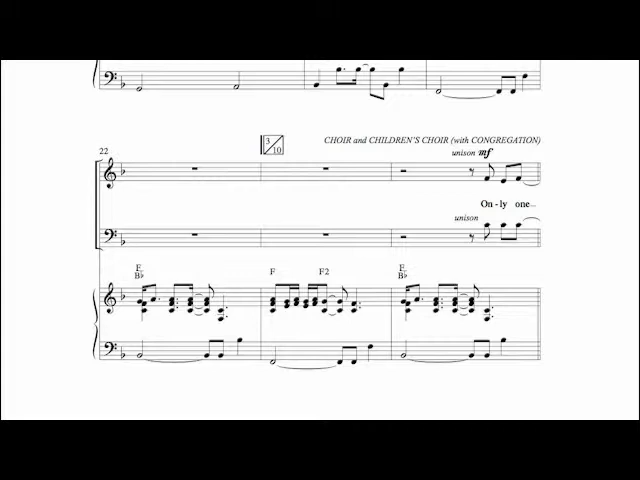 3
10
CHOIR and CHILDREN'S CHOIR (with CONGREGATION)
22
unison mf
On - ly one
unison
F
B♭
F
F2
F
B♭